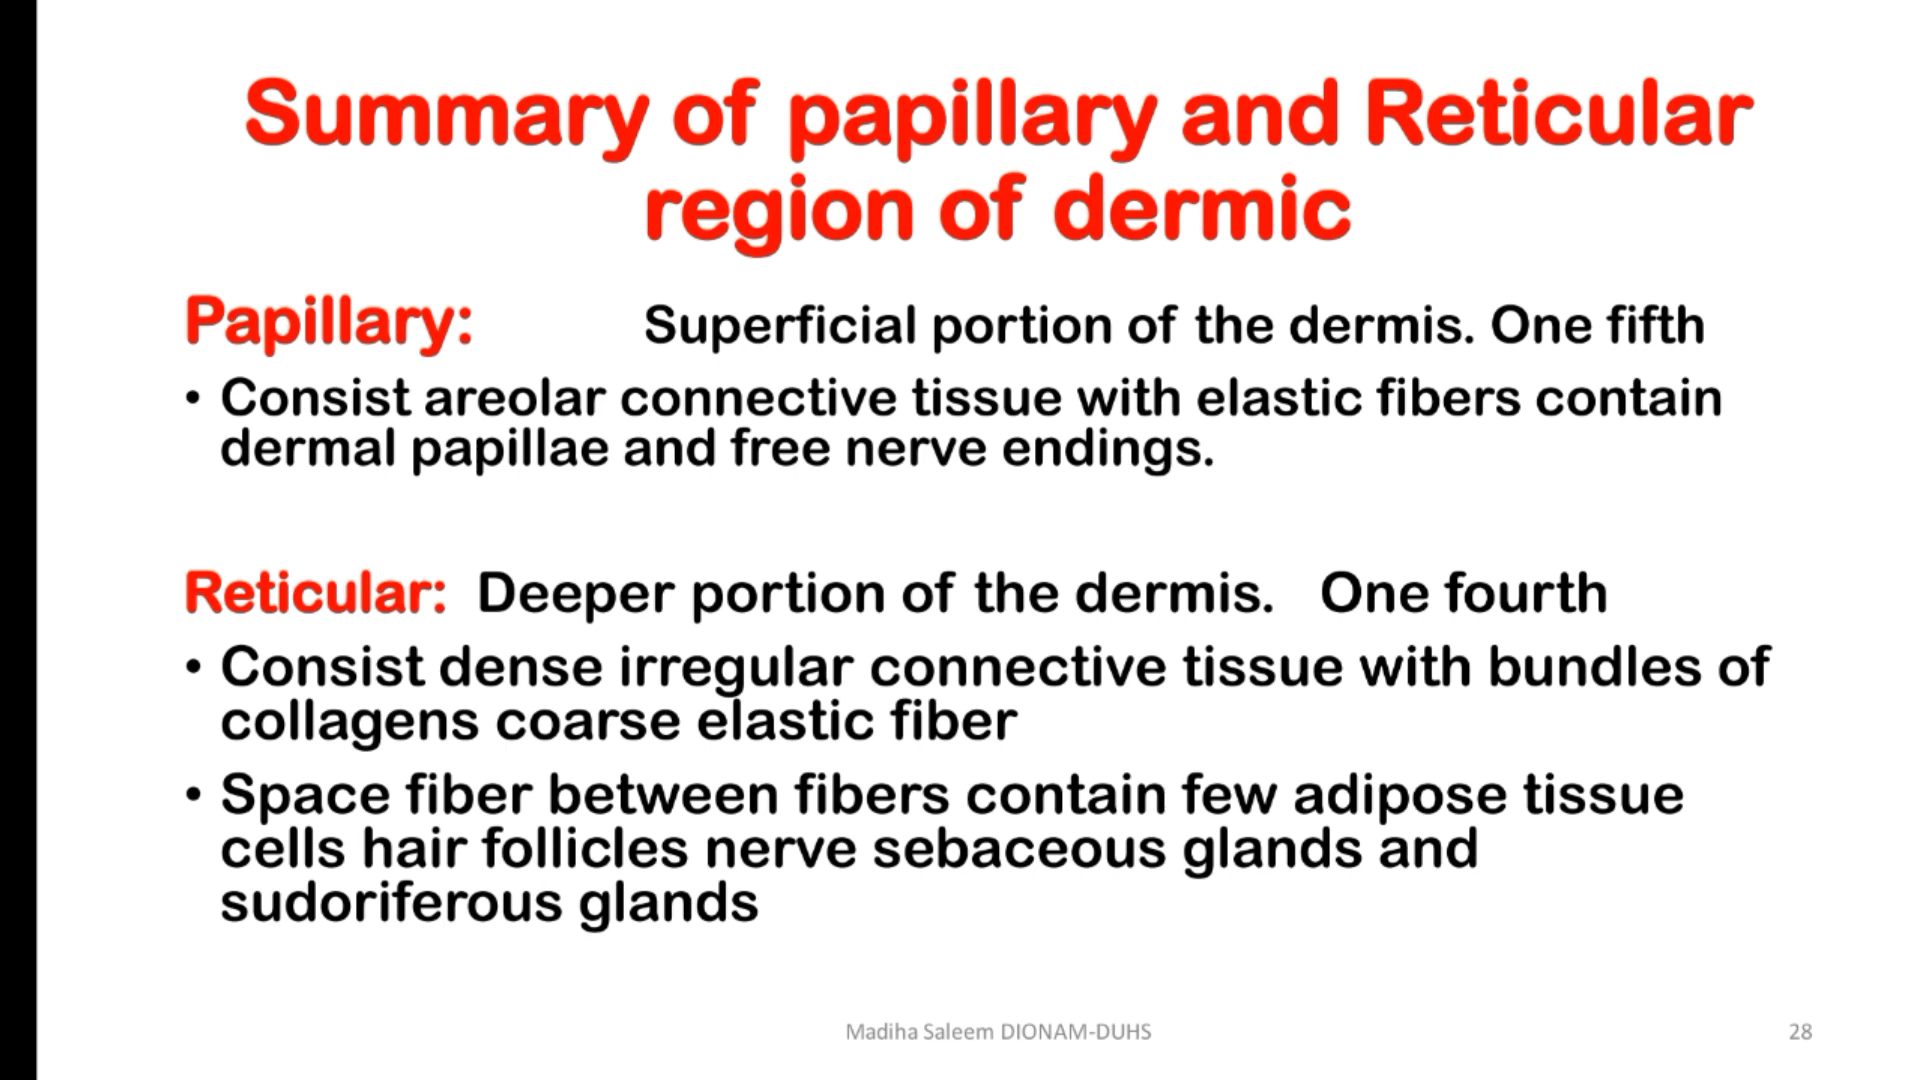 Summary of papillary and Reticular
region of dermic
Papillary: Superficial portion of the dermis. One fifth
• Consist areolar connective tissue with elastic fibers contain
dermal papillae and free nerve endings.
Reticular: Deeper portion of the dermis. One fourth
• Consist dense irregular connective tissue with bundles of
collagens coarse elastic fiber
• Space fiber between fibers contain few adipose tissue
cells hair follicles nerve sebaceous glands and
sudoriferous glands
Madiha Saleem DIONAM-DUHS
28